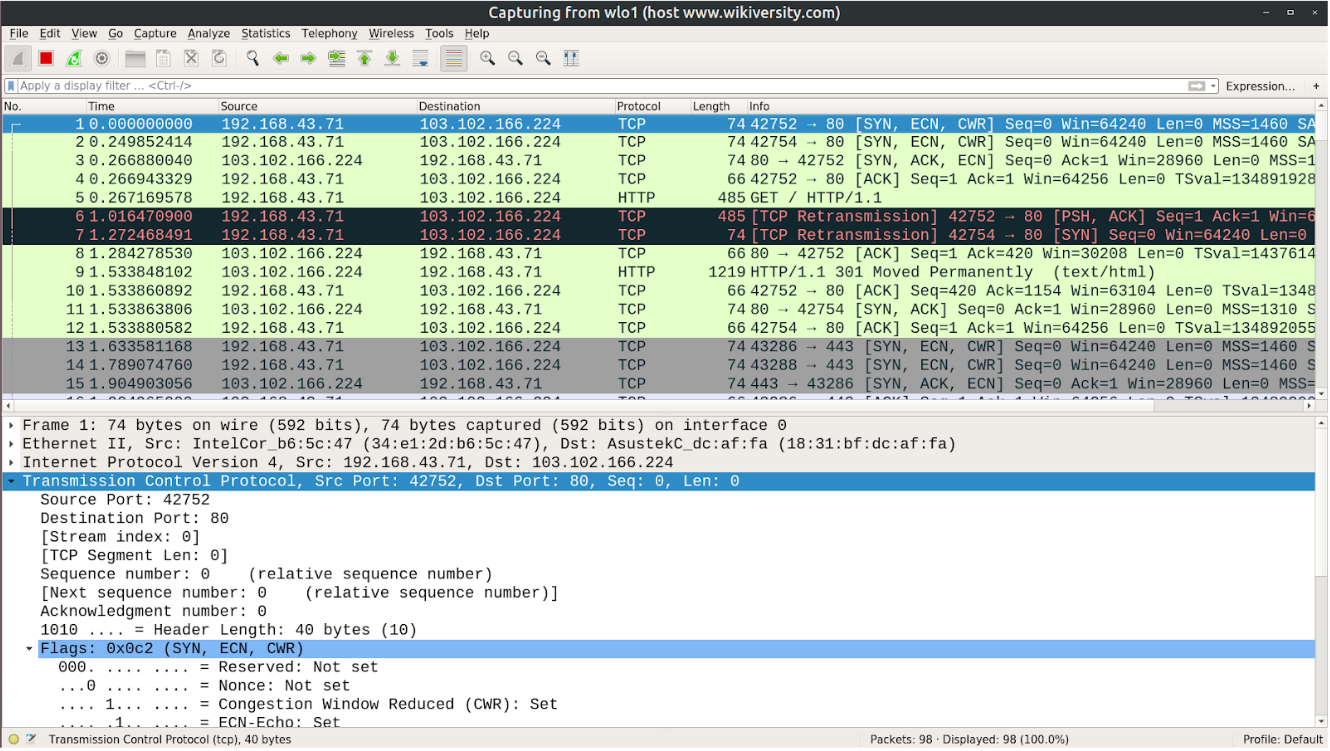 Capturing from wlo1 (host www.wikiversity.com)
File Edit View Go Capture Analyze Statistics Telephony Wireless Tools Help
Apply a display filter ... <Ctrl-/> Expression... +
No. Time Source Destination Protocol Length Info
1 0.000000000 192.168.43.71 103.102.166.224 TCP 74 42752 → 80 [SYN, ECN, CWR] Seq=0 Win=64240 Len=0 MSS=1460 SA
2 0.249852414 192.168.43.71 103.102.166.224 TCP 74 42754 → 80 [SYN, ECN, CWR] Seq=0 Win=64240 Len=0 MSS=1460 SA
3 0.266880040 103.102.166.224 192.168.43.71 TCP 74 80 → 42752 [SYN, ACK, ECN] Seq=0 Ack=1 Win=28960 Len=0 MSS=1
4 0.266943329 192.168.43.71 103.102.166.224 TCP 66 42752 → 80 [ACK] Seq=1 Ack=1 Win=64256 Len=0 TSval=134891928
5 0.267169578 192.168.43.71 103.102.166.224 HTTP 485 GET / HTTP/1.1
6 1.016470900 192.168.43.71 103.102.166.224 TCP 485 [TCP Retransmission] 42752 → 80 [PSH, ACK] Seq=1 Ack=1 Win=6
7 1.272468491 192.168.43.71 103.102.166.224 TCP 74 [TCP Retransmission] 42754 → 80 [SYN] Seq=0 Win=64240 Len=0
8 1.284278530 103.102.166.224 192.168.43.71 TCP 66 80 → 42752 [ACK] Seq=1 Ack=420 Win=30208 Len=0 TSval=1437614
9 1.533848102 103.102.166.224 192.168.43.71 HTTP 1219 HTTP/1.1 301 Moved Permanently (text/html)
10 1.533860892 192.168.43.71 103.102.166.224 TCP 66 42752 → 80 [ACK] Seq=420 Ack=1154 Win=63104 Len=0 TSval=1348
11 1.533863806 103.102.166.224 192.168.43.71 TCP 74 80 → 42754 [SYN, ACK] Seq=0 Ack=1 Win=28960 Len=0 MSS=1310 S
12 1.533880582 192.168.43.71 103.102.166.224 TCP 66 42754 → 80 [ACK] Seq=1 Ack=1 Win=64256 Len=0 TSval=134892055
13 1.633581168 192.168.43.71 103.102.166.224 TCP 74 43286 → 443 [SYN, ECN, CWR] Seq=0 Win=64240 Len=0 MSS=1460 S
14 1.789074760 192.168.43.71 103.102.166.224 TCP 74 43288 → 443 [SYN, ECN, CWR] Seq=0 Win=64240 Len=0 MSS=1460 S
15 1.904903056 103.102.166.224 192.168.43.71 TCP 74 443 → 43286 [SYN, ACK, ECN] Seq=0 Ack=1 Win=28960 Len=0 MSS=
Frame 1: 74 bytes on wire (592 bits), 74 bytes captured (592 bits) on interface 0
Ethernet II, Src: IntelCor_b6:5c:47 (34:e1:2d:b6:5c:47), Dst: AsustekC_dc:af:fa (18:31:bf:dc:af:fa)
Internet Protocol Version 4, Src: 192.168.43.71, Dst: 103.102.166.224
Transmission Control Protocol, Src Port: 42752, Dst Port: 80, Seq: 0, Len: 0
Source Port: 42752
Destination Port: 80
[Stream index: 0]
[TCP Segment Len: 0]
Sequence number: 0 (relative sequence number)
[Next sequence number: 0 (relative sequence number)]
Acknowledgment number: 0
1010 .... = Header Length: 40 bytes (10)
Flags: 0x0c2 (SYN, ECN, CWR)
000. .... .... = Reserved: Not set
...0 .... .... = Nonce: Not set
.... 1... .... = Congestion Window Reduced (CWR): Set
.... .1.. .... = ECN-Echo: Set
Transmission Control Protocol (tcp), 40 bytes Packets: 98 · Displayed: 98 (100.0%) Profile: Default